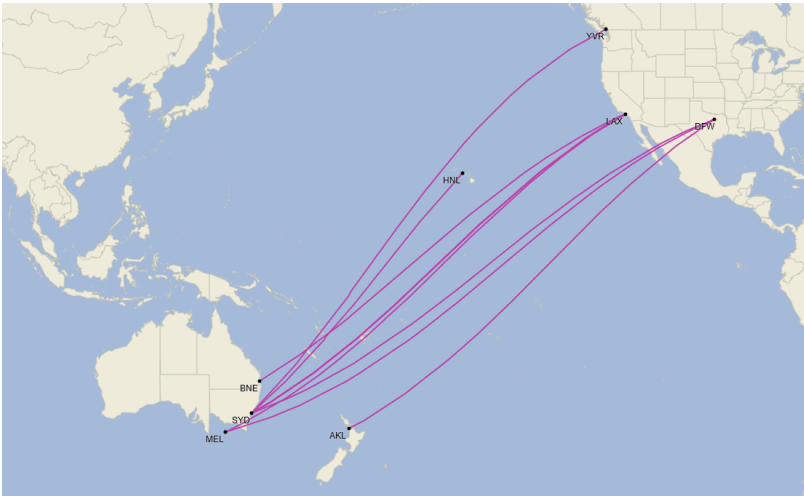 YVR
LAX
DFW
HNL
BNE
SYD
MEL
AKL